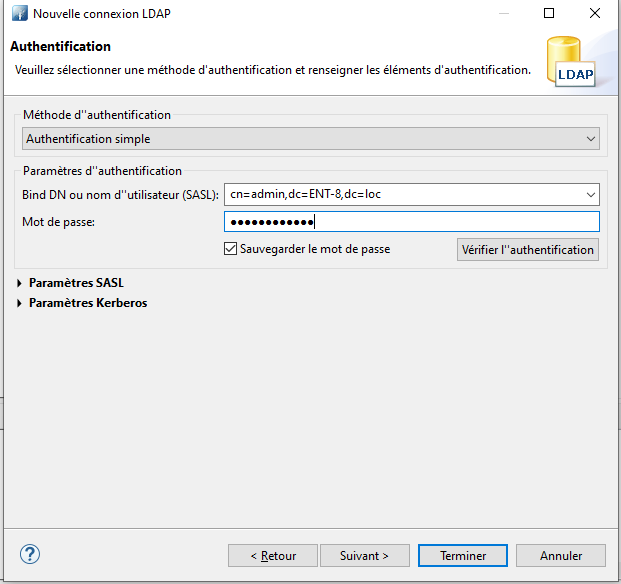 Nouvelle connexion LDAP
Authentification
Veuillez sélectionner une méthode d'authentification et renseigner les éléments d'authentification.
LDAP
Méthode d''authentification
Authentification simple
Paramètres d''authentification
Bind DN ou nom d''utilisateur (SASL): cn=admin,dc=ENT-8,dc=loc
Mot de passe: ●●●●●●●●●●●●
Sauvegarder le mot de passe Vérifier l''authentification
Paramètres SASL
Paramètres Kerberos
? < Retour Suivant > Terminer Annuler